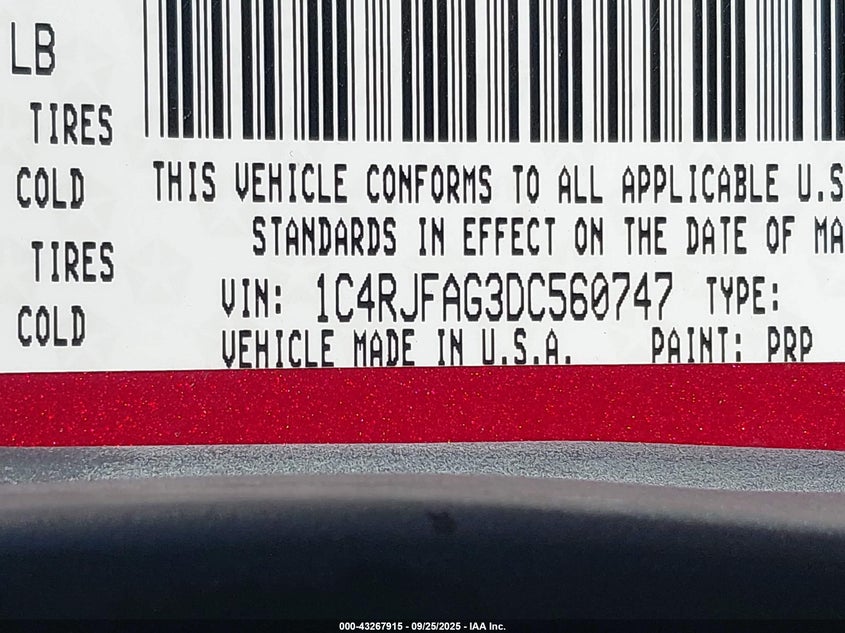 LB
TIRES
COLD
TIRES
COLD
THIS VEHICLE CONFORMS TO ALL APPLICABLE U.S
STANDARDS IN EFFECT ON THE DATE OF MA
VIN: 1C4RJFAG3DC560747 TYPE:
VEHICLE MADE IN U.S.A. PAINT: PRP
000-43267915 - 09/25/2025 - IAA Inc.